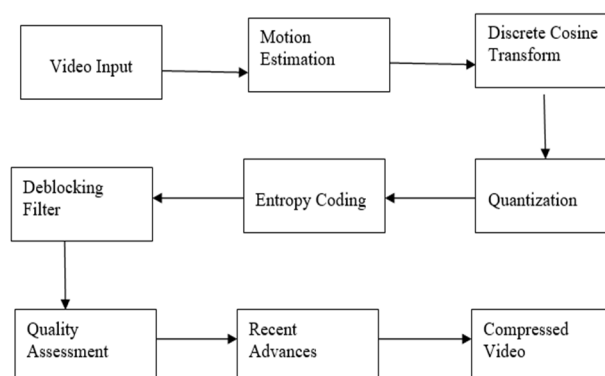 Video Input
Motion
Estimation
Discrete Cosine
Transform
Deblocking
Filter
Entropy Coding
Quantization
Quality
Assessment
Recent
Advances
Compressed
Video